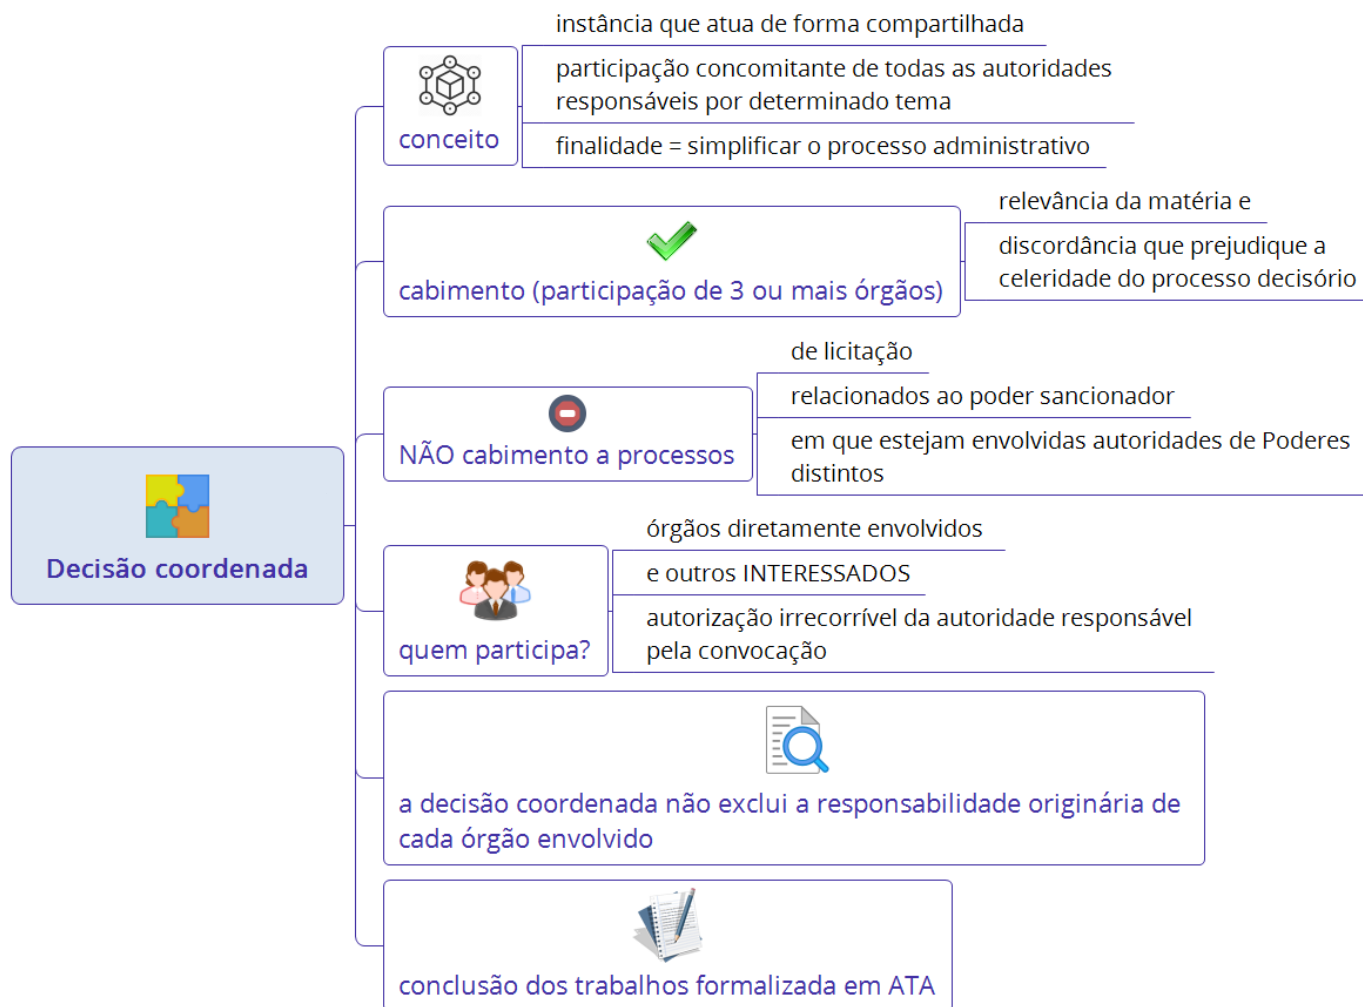 Decisão coordenada
conceito
instância que atua de forma compartilhada
participação concomitante de todas as autoridades
responsáveis por determinado tema
finalidade = simplificar o processo administrativo
cabimento (participação de 3 ou mais órgãos)
relevância da matéria e
discordância que prejudique a
celeridade do processo decisório
NÃO cabimento a processos
de licitação
relacionados ao poder sancionador
em que estejam envolvidas autoridades de Poderes
distintos
quem participa?
órgãos diretamente envolvidos
e outros INTERESSADOS
autorização irrecorrível da autoridade responsável
pela convocação
a decisão coordenada não exclui a responsabilidade originária de
cada órgão envolvido
conclusão dos trabalhos formalizada em ATA